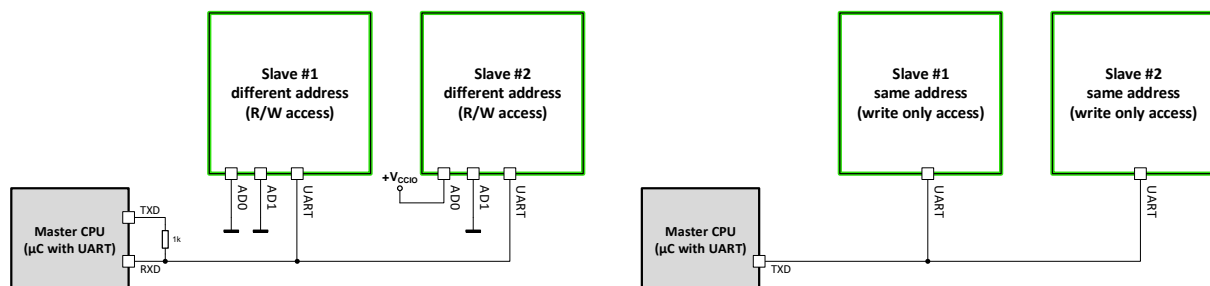 Slave #1
different address
(R/W access)
Slave #2
different address
(R/W access)
+VCCIO
AD0
AD1
UART
AD0
AD1
UART
TXD
1k
Master CPU
(µC with UART)
RXD
Slave #1
same address
(write only access)
Slave #2
same address
(write only access)
UART
UART
Master CPU
(µC with UART)
TXD